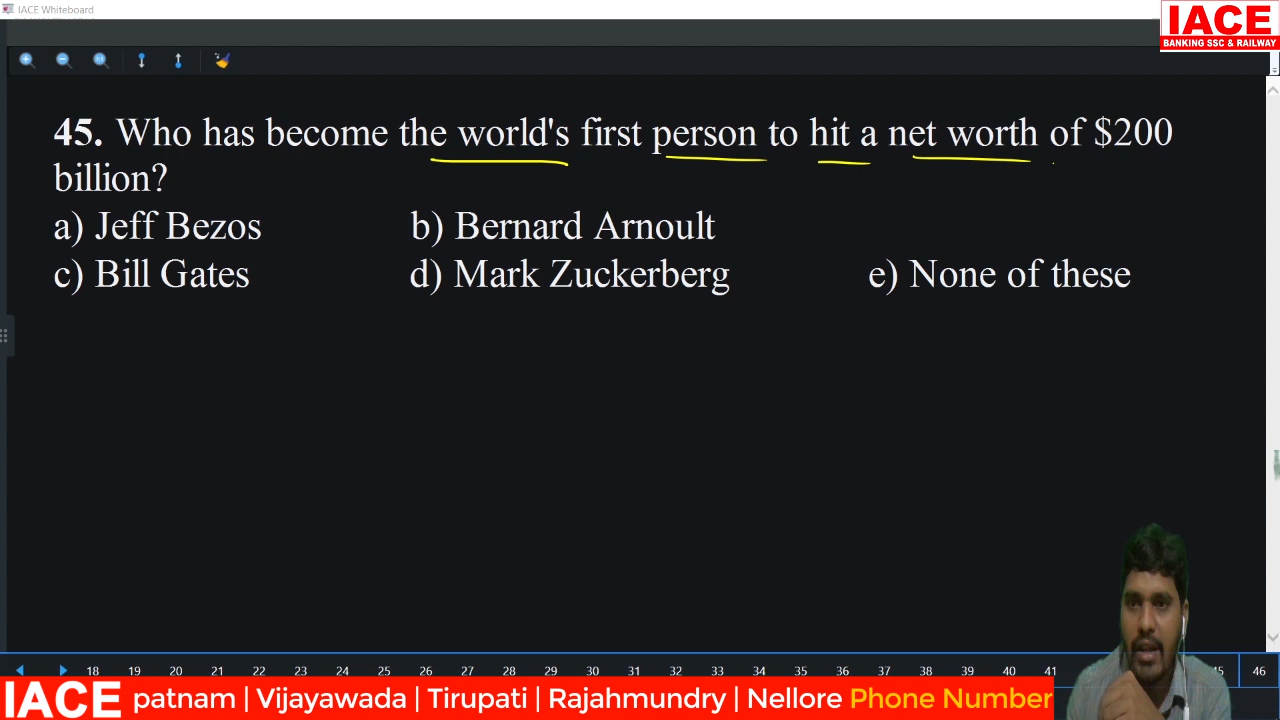 IACE Whiteboard
IACE
BANKING SSC & RAILWAY
45. Who has become the world's first person to hit a net worth of $200
billion?
a) Jeff Bezos b) Bernard Arnoult
c) Bill Gates d) Mark Zuckerberg e) None of these
18 19 20 21 22 23 24 25 26 27 28 29 30 31 32 33 34 35 36 37 38 39 40 41 45 46
IACE patnam | Vijayawada | Tirupati | Rajahmundry | Nellore Phone Number